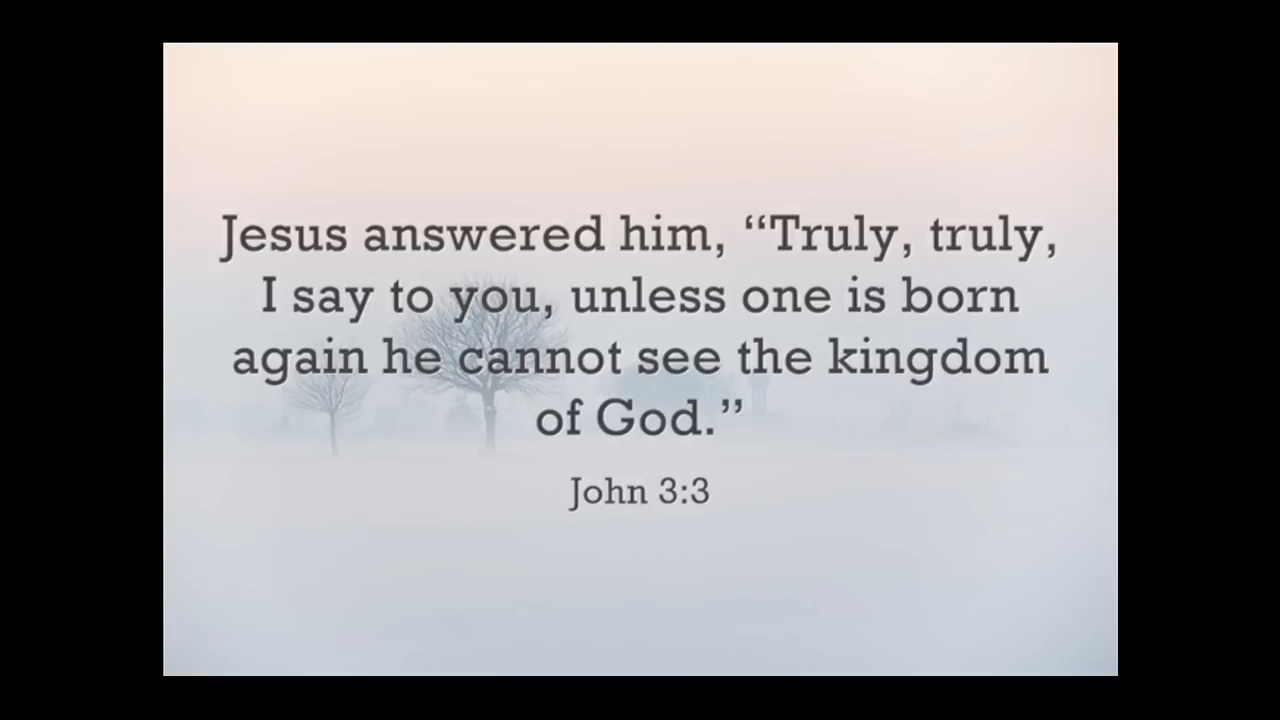 Jesus answered him, “Truly, truly,
I say to you, unless one is born
again he cannot see the kingdom
of God.”
John 3:3